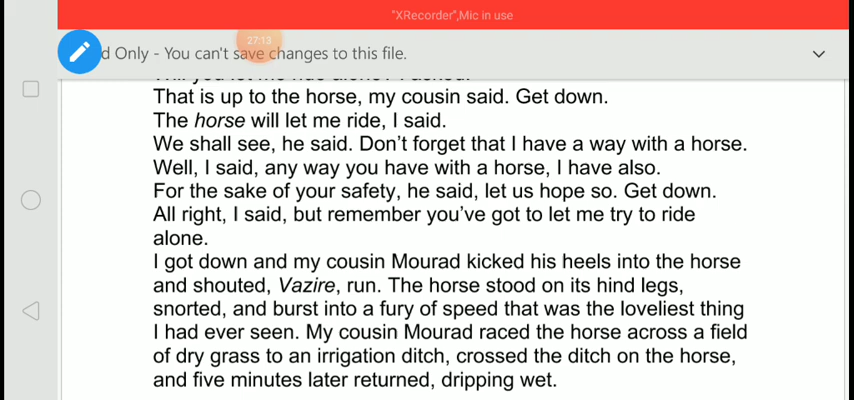 "XRecorder",Mic in use
27:13
d Only - You can't save changes to this file.
That is up to the horse, my cousin said. Get down.
The horse will let me ride, I said.
We shall see, he said. Don’t forget that I have a way with a horse.
Well, I said, any way you have with a horse, I have also.
For the sake of your safety, he said, let us hope so. Get down.
All right, I said, but remember you’ve got to let me try to ride
alone.
I got down and my cousin Mourad kicked his heels into the horse
and shouted, Vazire, run. The horse stood on its hind legs,
snorted, and burst into a fury of speed that was the loveliest thing
I had ever seen. My cousin Mourad raced the horse across a field
of dry grass to an irrigation ditch, crossed the ditch on the horse,
and five minutes later returned, dripping wet.